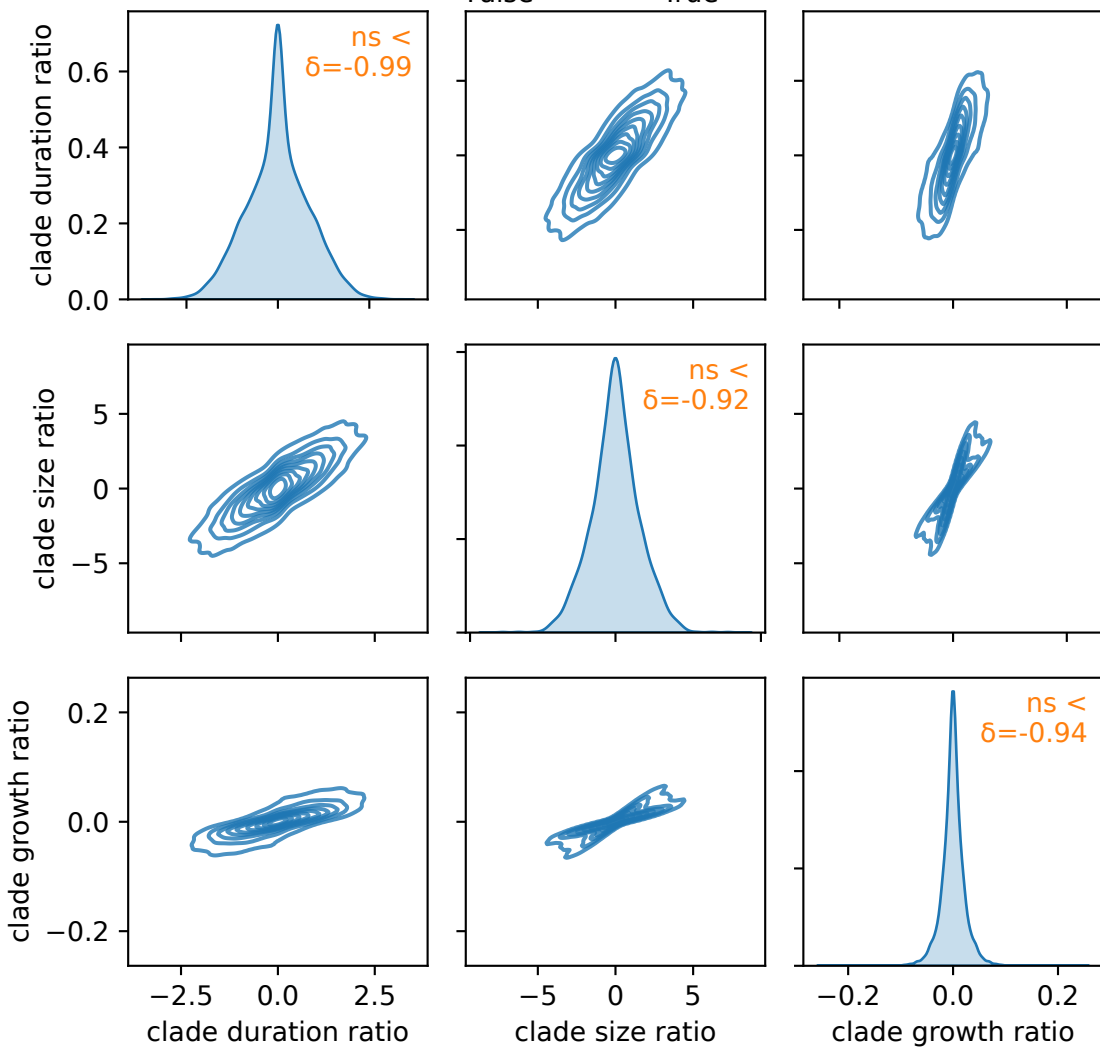 clade duration ratio
0.6
0.4
0.2
0.0
ns <
δ=-0.99
clade size ratio
5
0
−5
ns <
δ=-0.92
clade growth ratio
0.2
0.0
−0.2
ns <
δ=-0.94
−2.5 0.0 2.5
−5 0 5
−0.2 0.0 0.2
clade duration ratio
clade size ratio
clade growth ratio